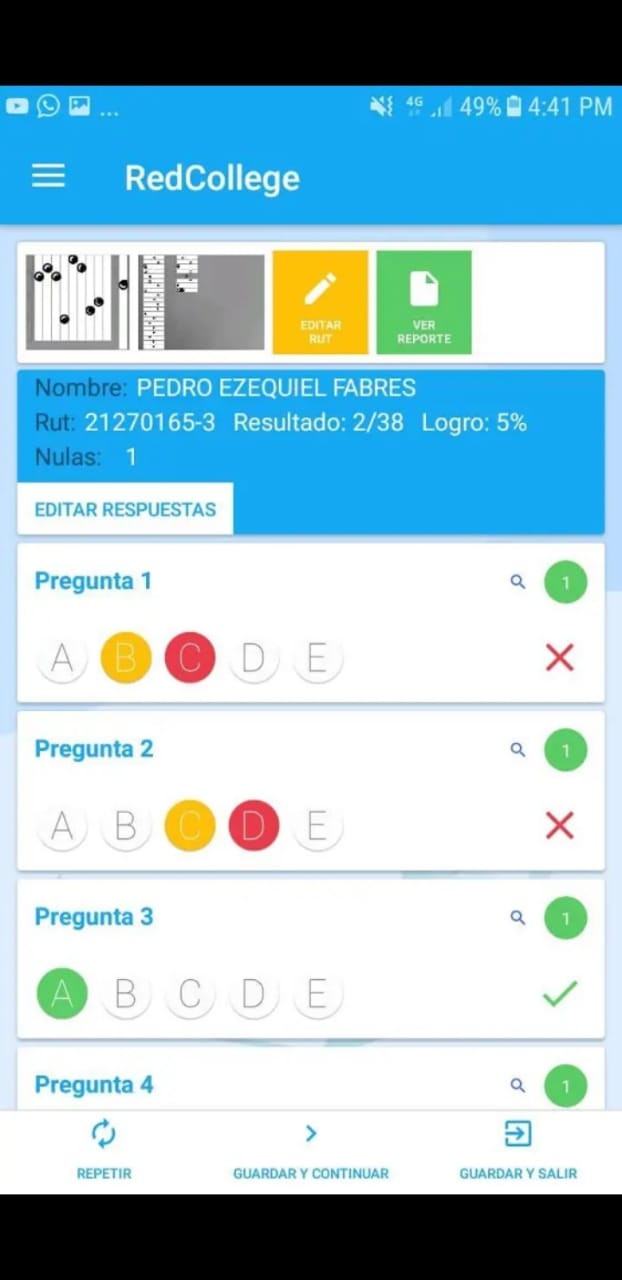 ... 4G 49% 4:41 PM
RedCollege
EDITAR
RUT
VER
REPORTE
Nombre: PEDRO EZEQUIEL FABRES
Rut: 21270165-3 Resultado: 2/38 Logro: 5%
Nulas: 1
EDITAR RESPUESTAS
Pregunta 1 1
A B C D E
Pregunta 2 1
A B C D E
Pregunta 3 1
A B C D E
Pregunta 4 1
REPETIR GUARDAR Y CONTINUAR GUARDAR Y SALIR